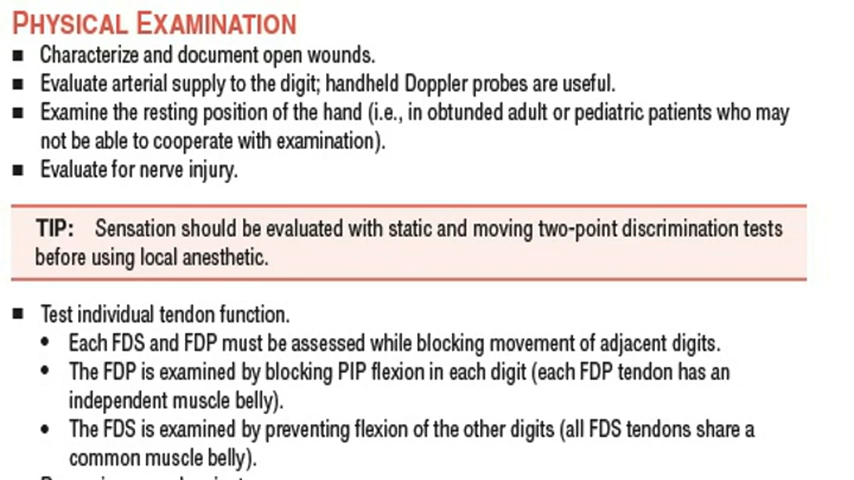 PHYSICAL EXAMINATION
■ Characterize and document open wounds.
■ Evaluate arterial supply to the digit; handheld Doppler probes are useful.
■ Examine the resting position of the hand (i.e., in obtunded adult or pediatric patients who may
not be able to cooperate with examination).
■ Evaluate for nerve injury.
TIP: Sensation should be evaluated with static and moving two-point discrimination tests
before using local anesthetic.
■ Test individual tendon function.
• Each FDS and FDP must be assessed while blocking movement of adjacent digits.
• The FDP is examined by blocking PIP flexion in each digit (each FDP tendon has an
independent muscle belly).
• The FDS is examined by preventing flexion of the other digits (all FDS tendons share a
common muscle belly).